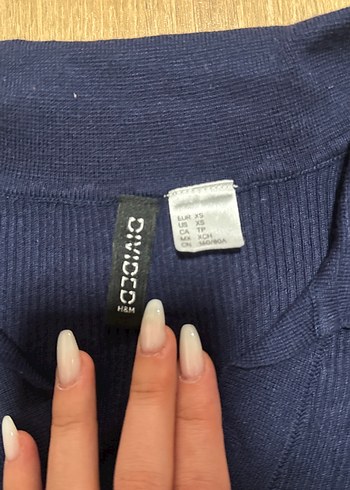 DIVIDED
H&M
EUR XS
US XS
CA TP
MX XCH
CN 160/80A